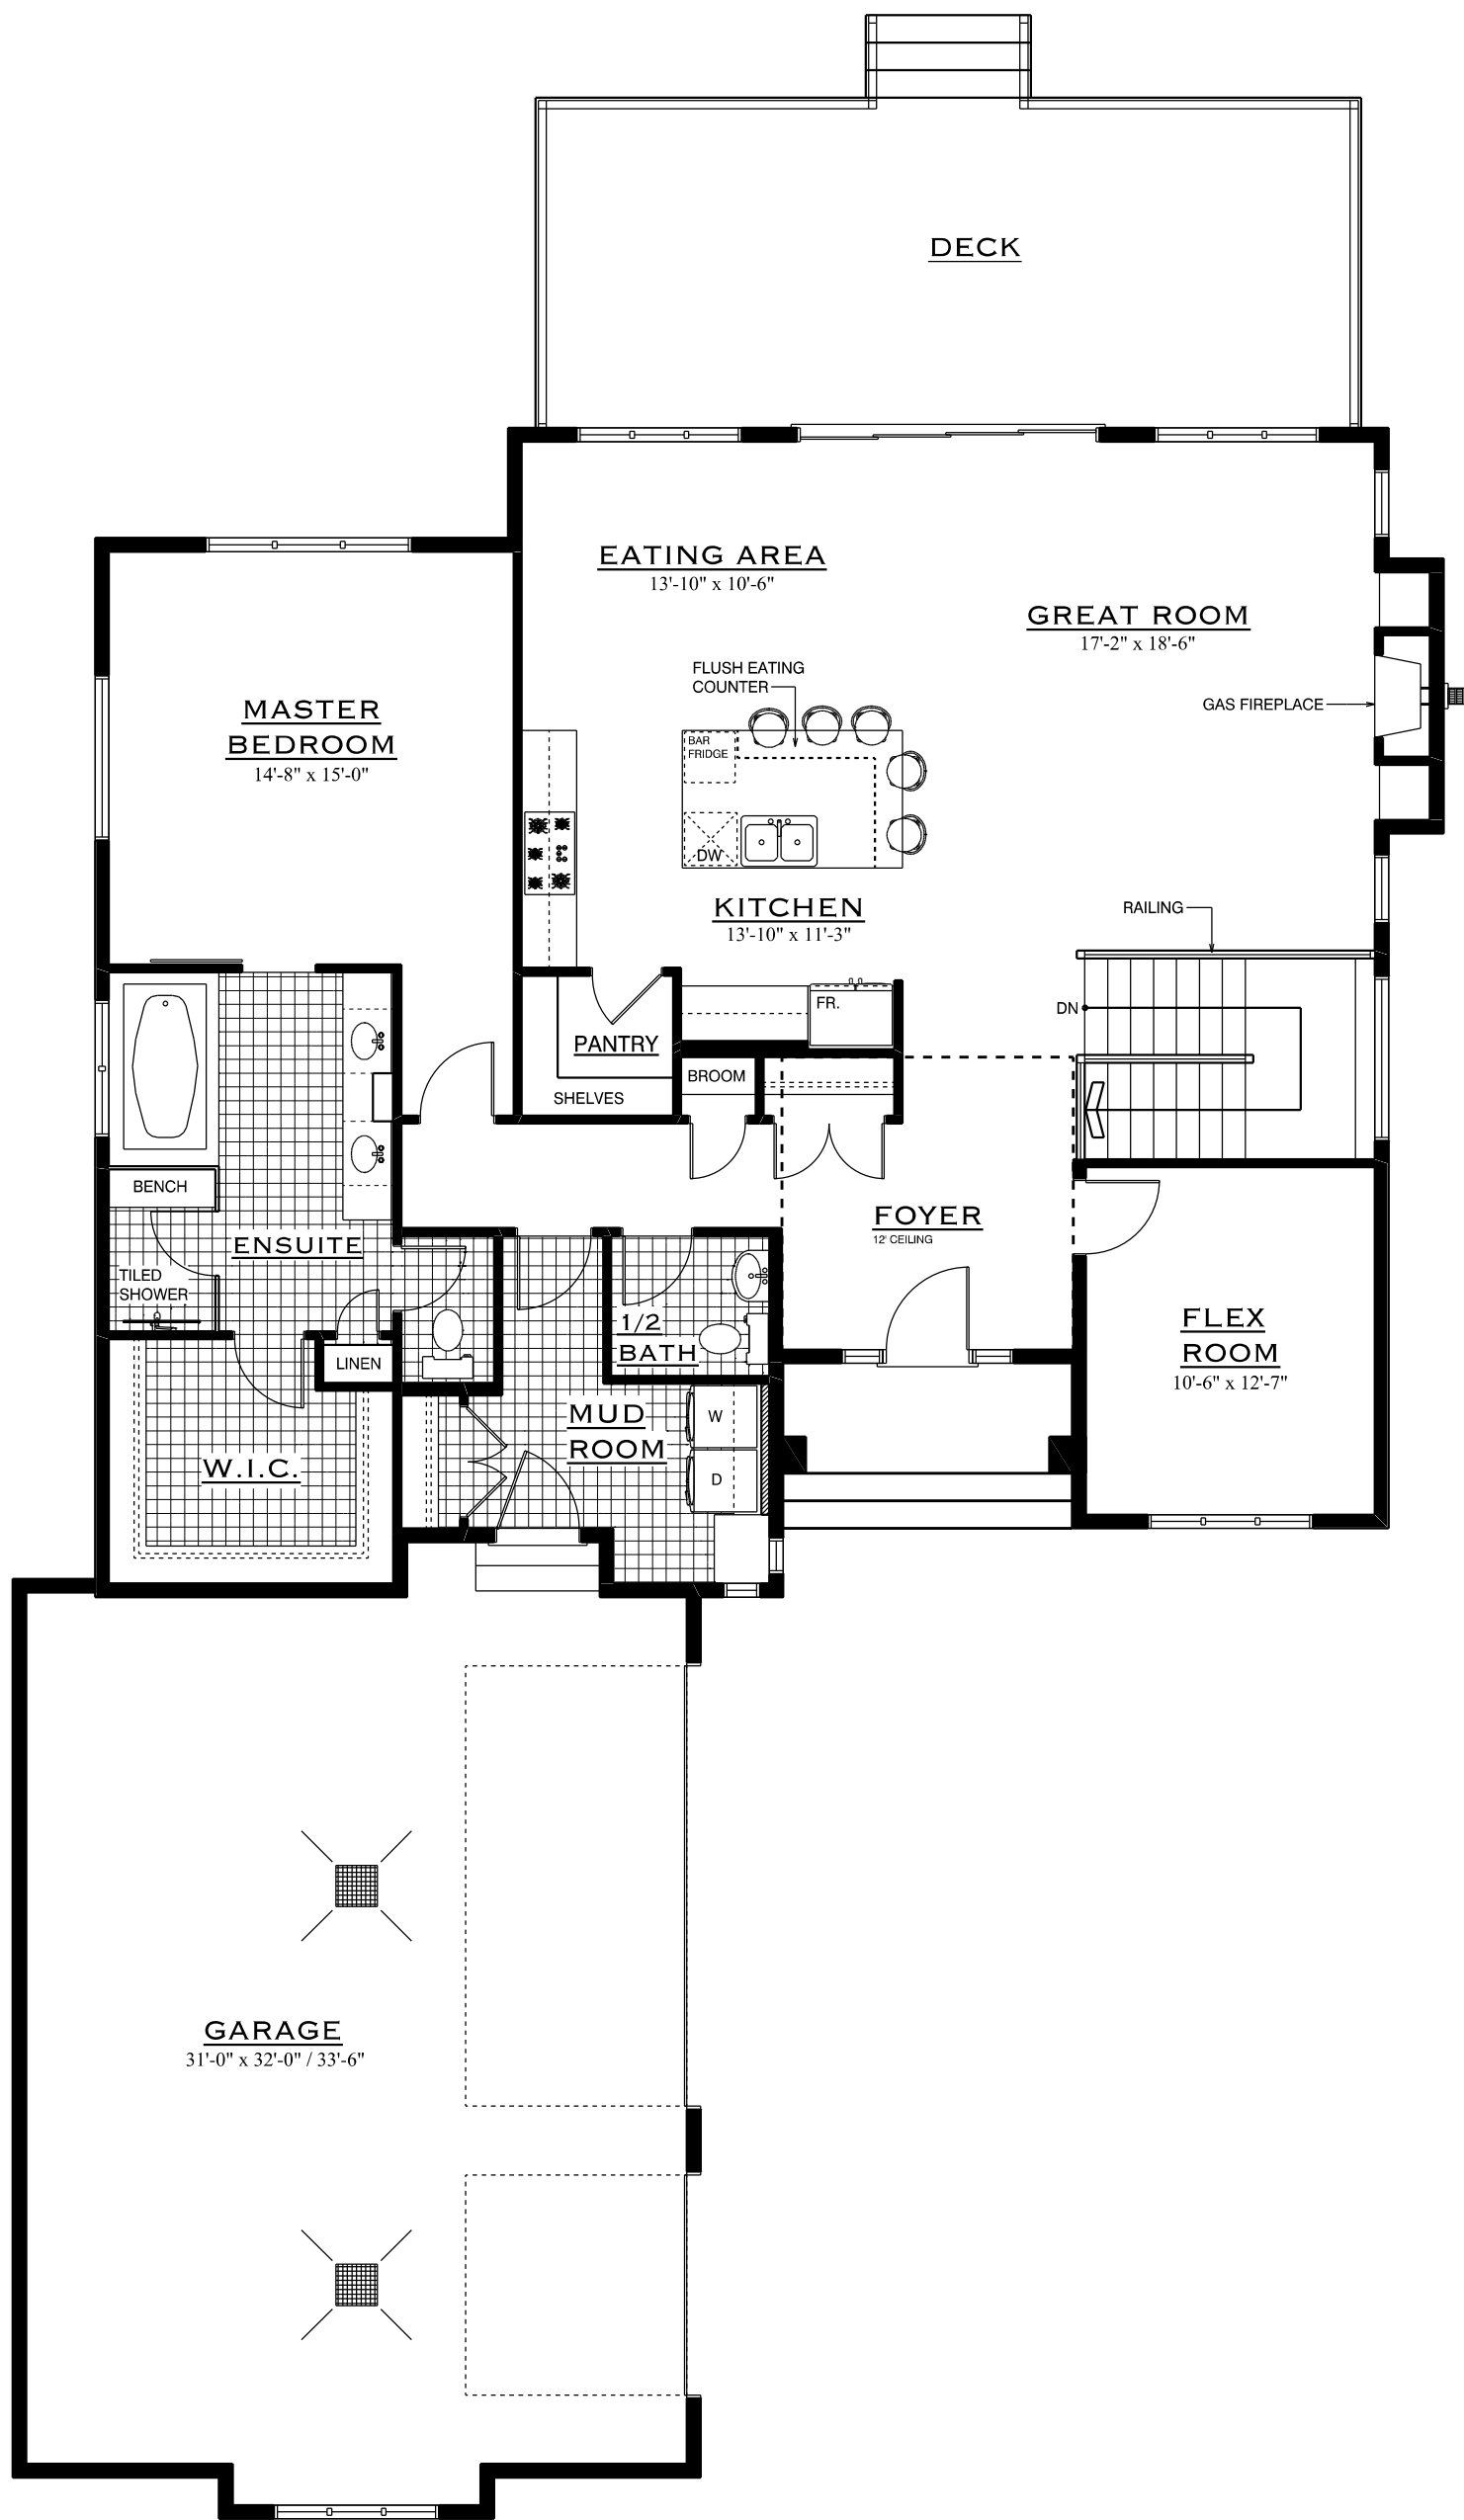 DECK
EATING AREA
13'-10" x 10'-6"
GREAT ROOM
17'-2" x 18'-6"
FLUSH EATING
COUNTER
GAS FIREPLACE
MASTER
BEDROOM
14'-8" x 15'-0"
BAR
FRIDGE
DW
KITCHEN
13'-10" x 11'-3"
RAILING
FR.
DN
PANTRY
BROOM
SHELVES
BENCH
FOYER
12' CEILING
ENSUITE
TILED
SHOWER
1/2
BATH
FLEX
ROOM
10'-6" x 12'-7"
LINEN
MUD
ROOM
W
D
W.I.C.
GARAGE
31'-0" x 32'-0" / 33'-6"